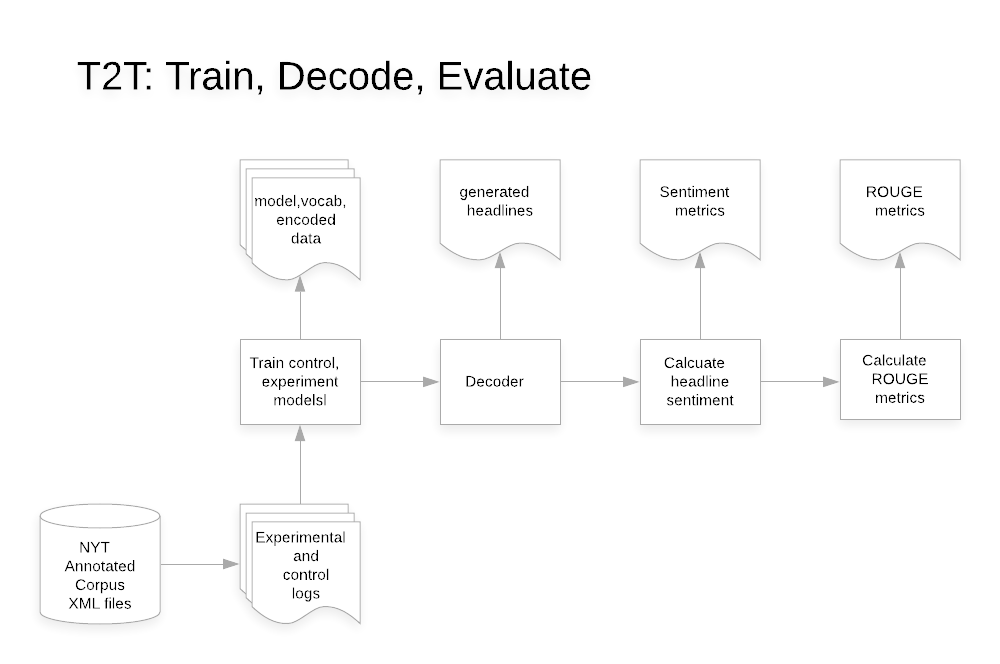 T2T: Train, Decode, Evaluate
model,vocab,
encoded
data
generated
headlines
Sentiment
metrics
ROUGE
metrics
Train control,
experiment
modelsl
Decoder
Calcuate
headline
sentiment
Calculate
ROUGE
metrics
NYT
Annotated
Corpus
XML files
Experimental
and
control
logs